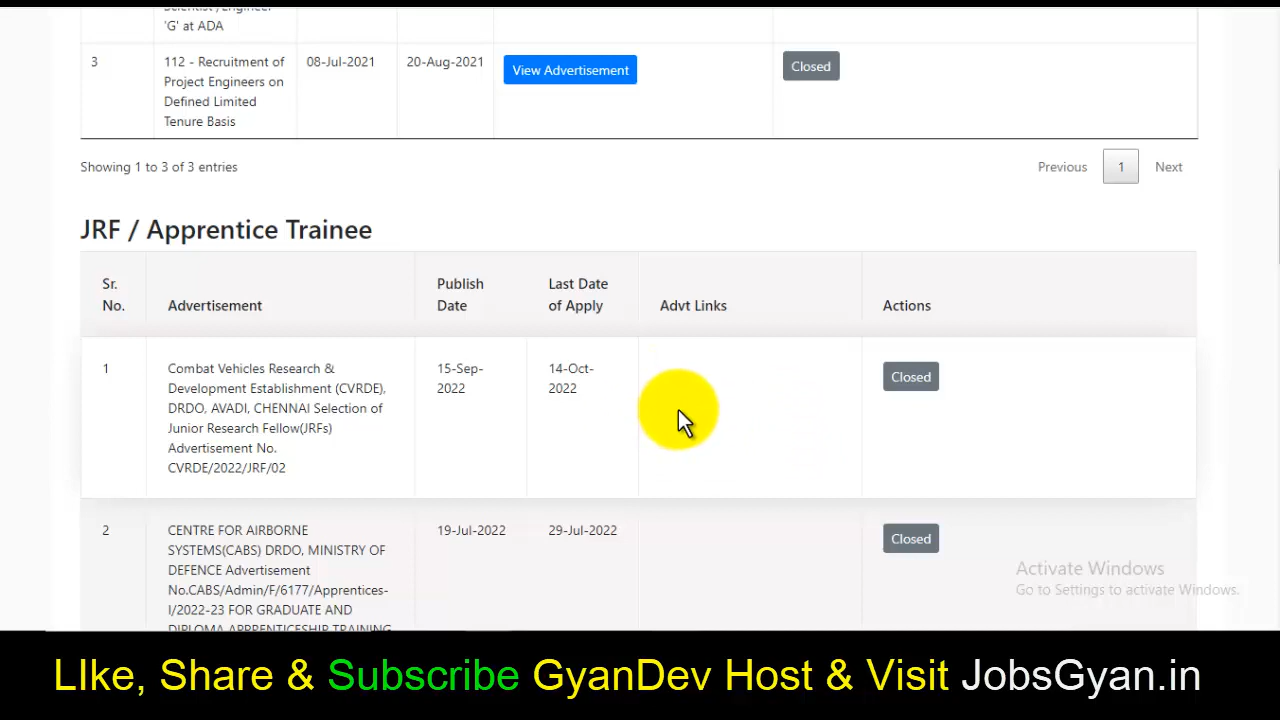 Scientist /Engineer
'G' at ADA
3
112 - Recruitment of
Project Engineers on
Defined Limited
Tenure Basis
08-Jul-2021
20-Aug-2021
View Advertisement
Closed
Showing 1 to 3 of 3 entries
Previous
1
Next
JRF / Apprentice Trainee
Sr.
No.
Advertisement
Publish
Date
Last Date
of Apply
Advt Links
Actions
1
Combat Vehicles Research &
Development Establishment (CVRDE),
DRDO, AVADI, CHENNAI Selection of
Junior Research Fellow(JRFs)
Advertisement No.
CVRDE/2022/JRF/02
15-Sep-
2022
14-Oct-
2022
Closed
2
CENTRE FOR AIRBORNE
SYSTEMS(CABS) DRDO, MINISTRY OF
DEFENCE Advertisement
No.CABS/Admin/F/6177/Apprentices-
I/2022-23 FOR GRADUATE AND
DIPLOMA APPRENTICESHIP TRAINING
19-Jul-2022
29-Jul-2022
Closed
Activate Windows
Go to Settings to activate Windows.
LIke, Share & Subscribe GyanDev Host & Visit JobsGyan.in